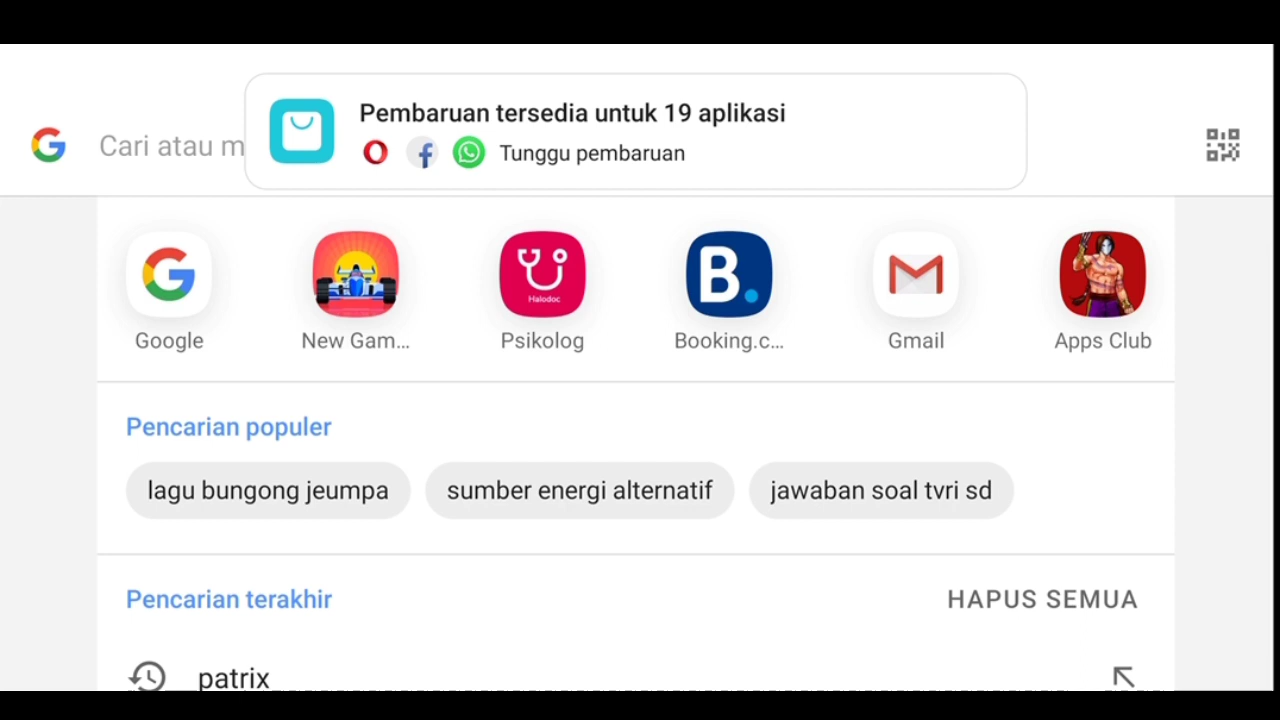 Pembaruan tersedia untuk 19 aplikasi
Cari atau m
Tunggu pembaruan
Halodoc
B.
Google
New Gam...
Psikolog
Booking.c...
Gmail
Apps Club
Pencarian populer
lagu bungong jeumpa
sumber energi alternatif
jawaban soal tvri sd
Pencarian terakhir
HAPUS SEMUA
patrix